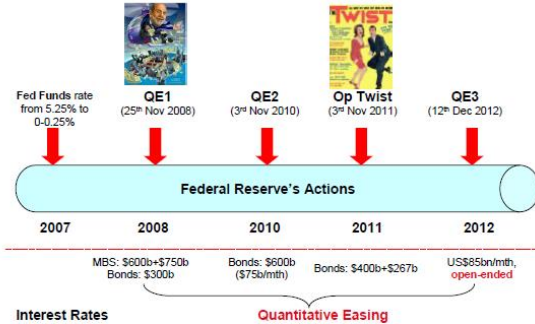 TWIST
Fed Funds rate
from 5.25% to
0-0.25%
QE1
(25th Nov 2008)
QE2
(3rd Nov 2010)
Op Twist
(3rd Nov 2011)
QE3
(12th Dec 2012)
Federal Reserve's Actions
2007
2008
2010
2011
2012
MBS: $600b+$750b
Bonds: $300b
Bonds: $600b
($75b/mth)
Bonds: $400b+$267b
US$85bn/mth,
open-ended
Interest Rates
Quantitative Easing